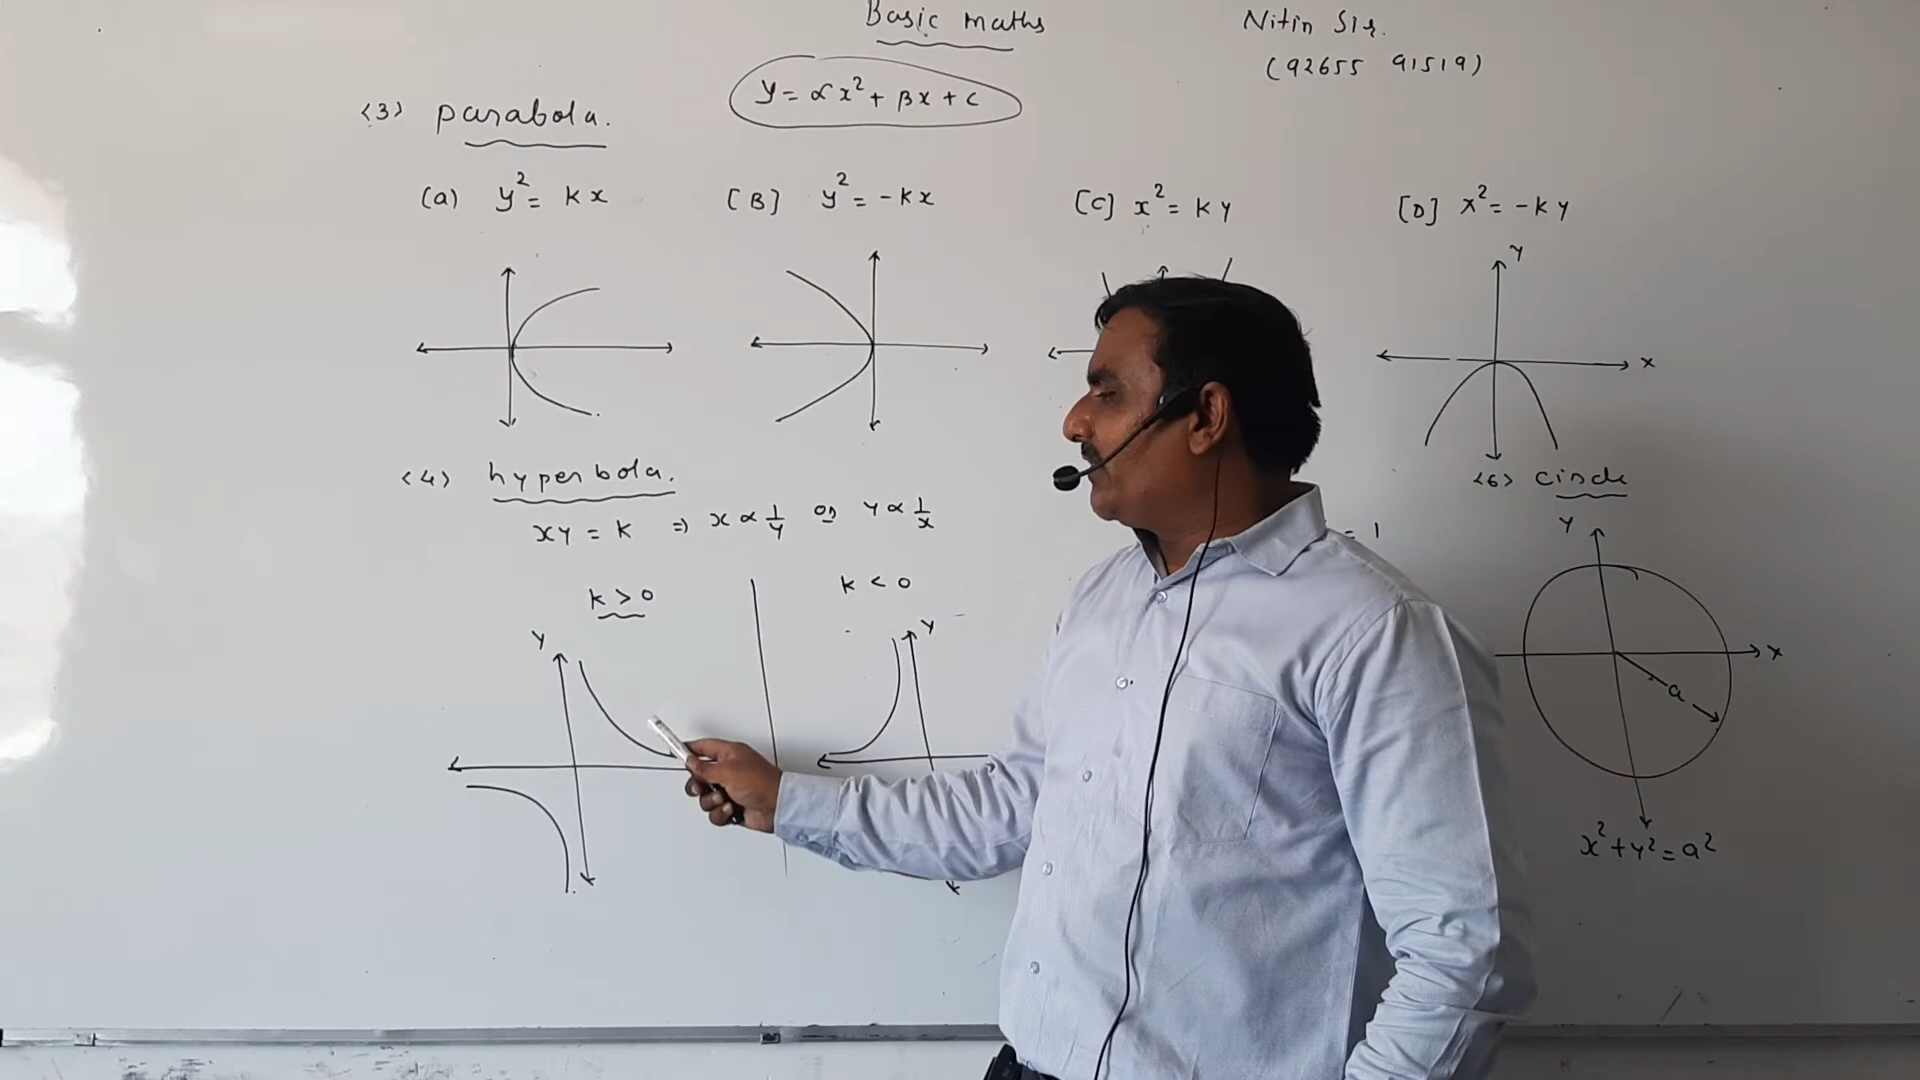 Basic maths
Nitin Sir.
(92655 91519)
<3> parabola.
y = αx² + βx + c
(a) y² = kx
[B] y² = -kx
[C] x² = ky
[D] x² = -ky
y
x
<4> hyperbola.
xy = k ⇒ x ∝ 1/y or y ∝ 1/x
= 1
<6> circle
k > 0
k < 0
y
y
y
x
a
x² + y² = a²